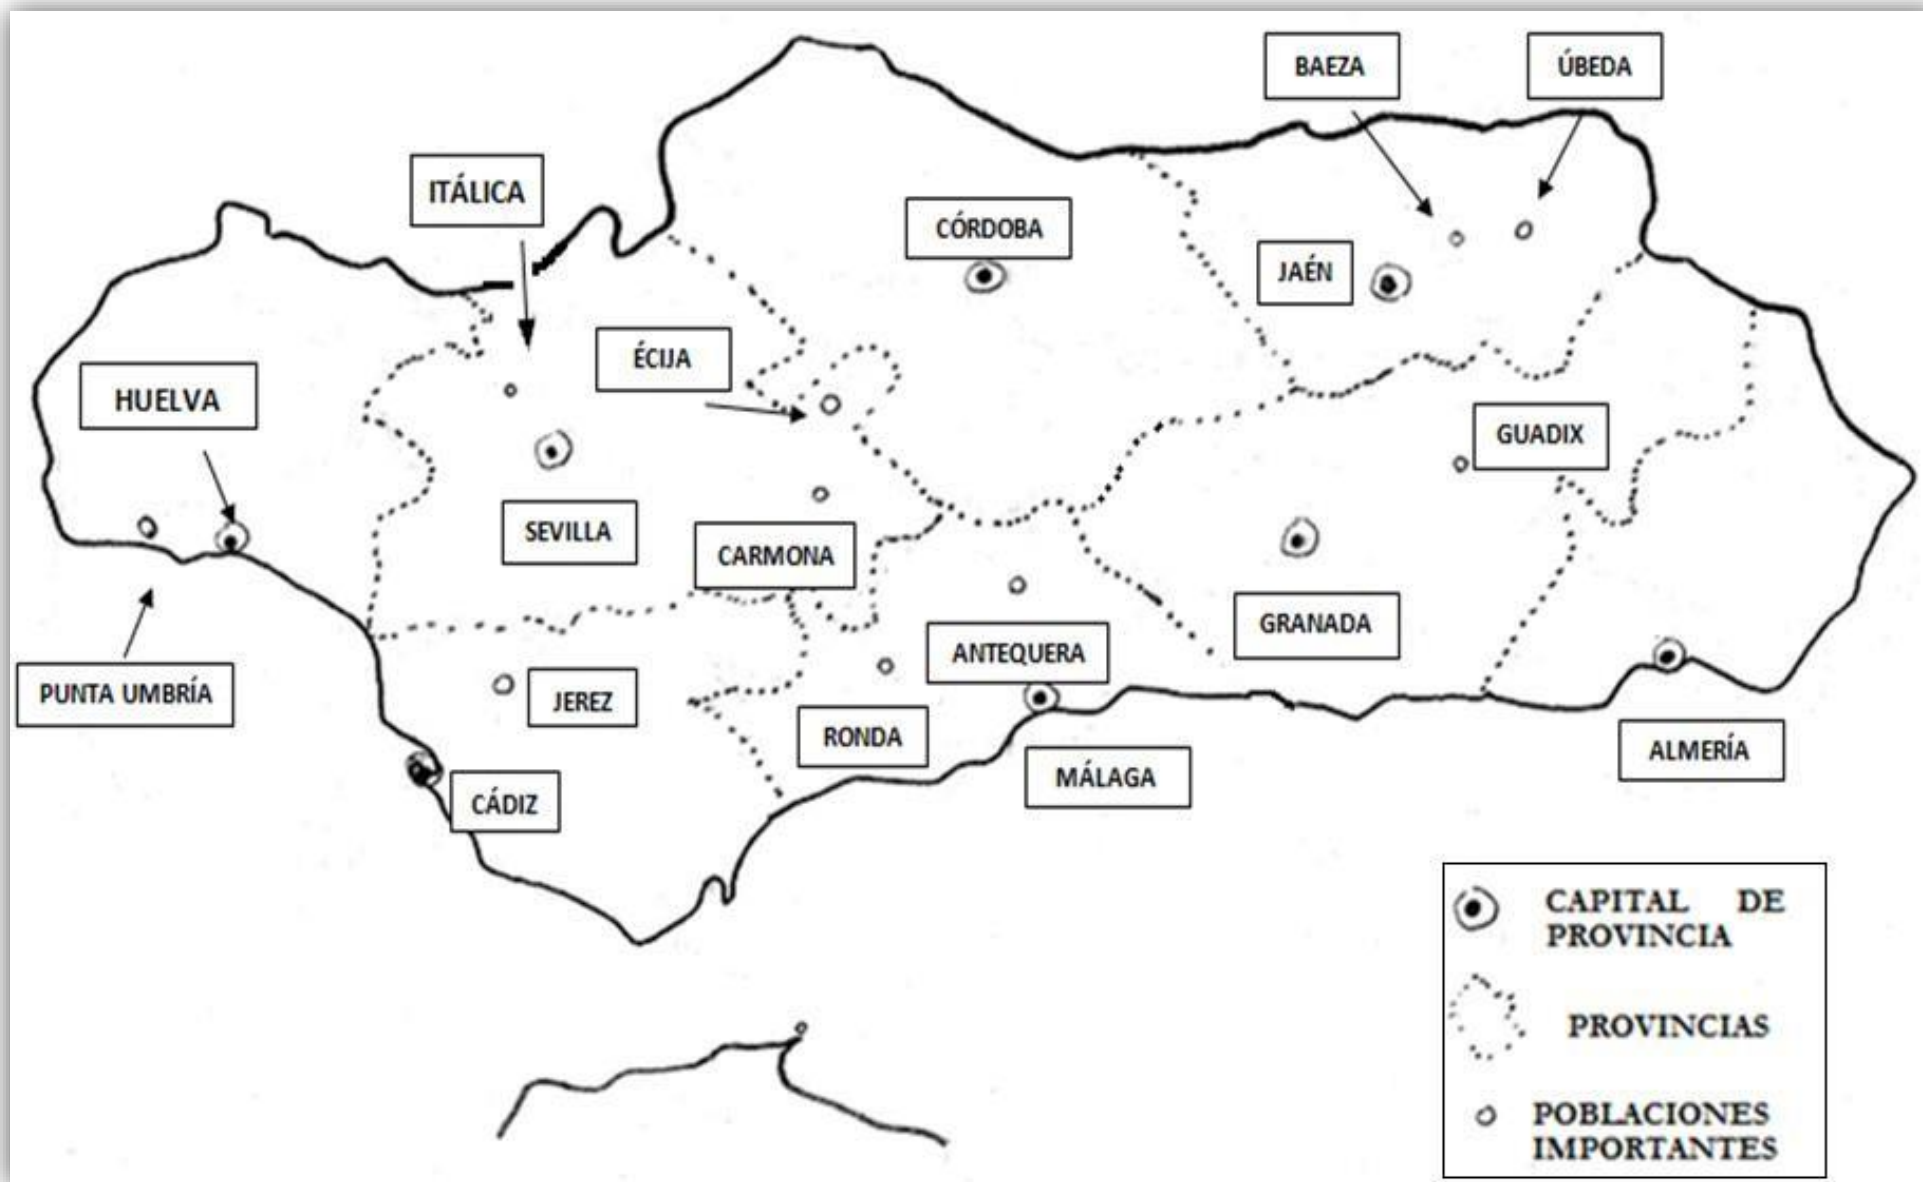 BAEZA
ÚBEDA
ITÁLICA
CÓRDOBA
JAÉN
ÉCIJA
HUELVA
GUADIX
SEVILLA
CARMONA
GRANADA
ANTEQUERA
PUNTA UMBRÍA
JEREZ
RONDA
ALMERÍA
MÁLAGA
CÁDIZ
CAPITAL DE
PROVINCIA
PROVINCIAS
POBLACIONES
IMPORTANTES